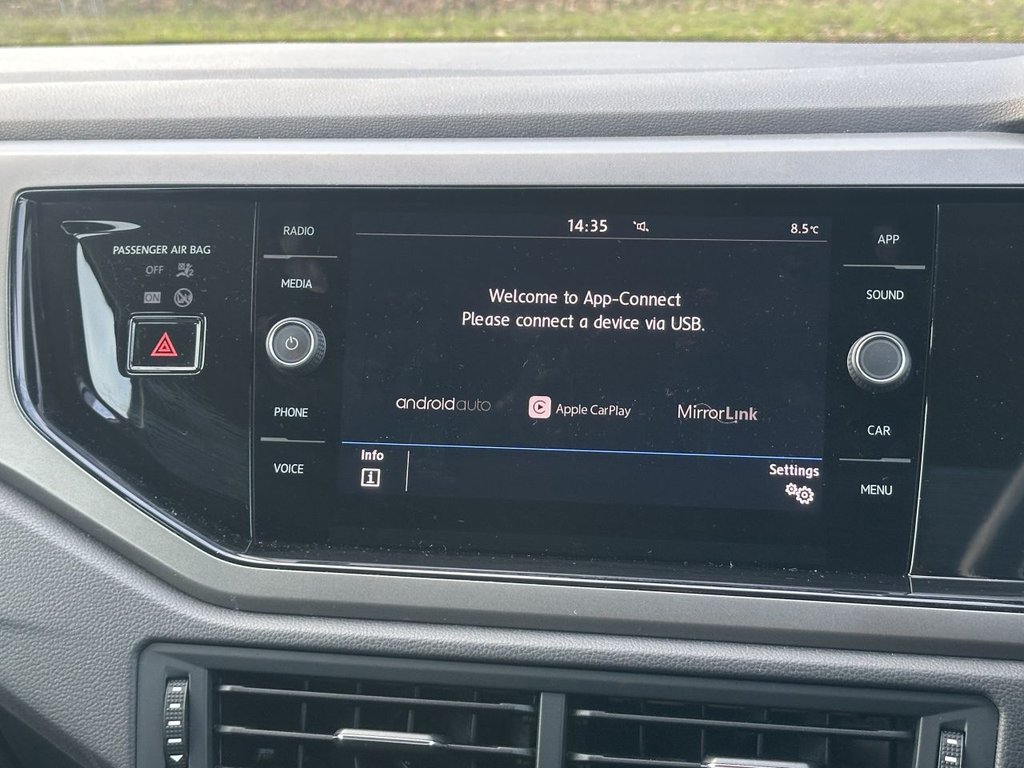 PASSENGER AIR BAG
OFF
ON
RADIO
MEDIA
PHONE
VOICE
14:35
8.5°C
Welcome to App-Connect
Please connect a device via USB.
androidauto
Apple CarPlay
MirrorLink
Info
i
Settings
APP
SOUND
CAR
MENU